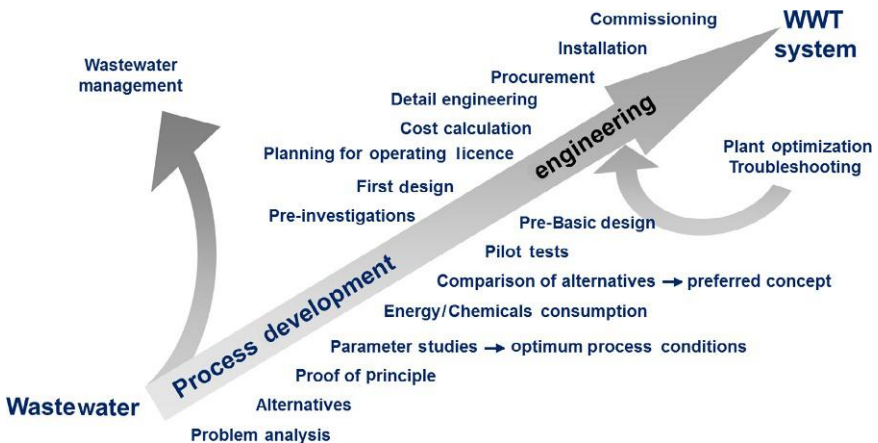 Commissioning
WWT
system
Installation
Wastewater
management
Procurement
Detail engineering
Cost calculation
engineering
Plant optimization
Troubleshooting
Planning for operating licence
First design
Pre-investigations
Pre-Basic design
Pilot tests
Process development
Comparison of alternatives → preferred concept
Energy/Chemicals consumption
Parameter studies → optimum process conditions
Proof of principle
Wastewater
Alternatives
Problem analysis